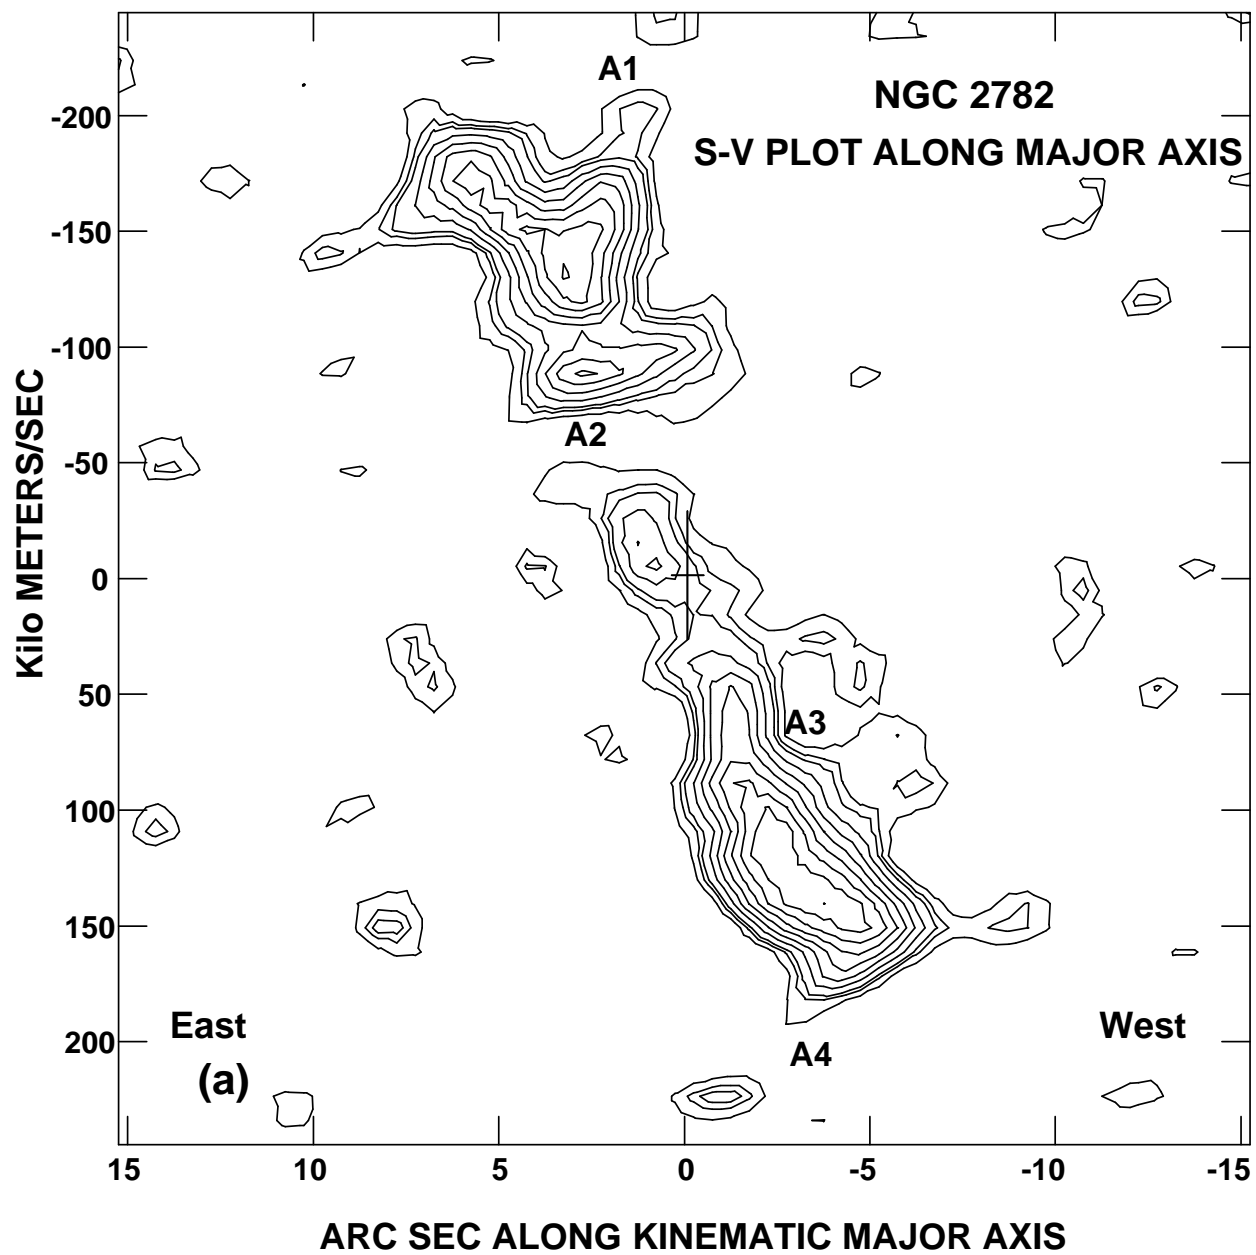 A1
NGC 2782
S-V PLOT ALONG MAJOR AXIS
-200
-150
-100
-50
0
50
100
150
200
Kilo METERS/SEC
A2
A3
A4
East
West
(a)
15 10 5 0 -5 -10 -15
ARC SEC ALONG KINEMATIC MAJOR AXIS